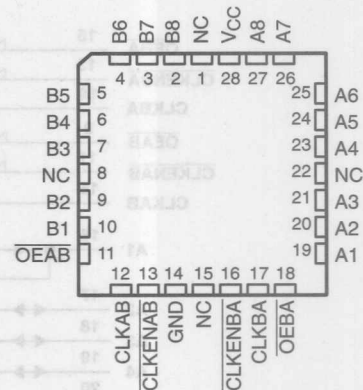 B6 B7 B8 NC VCC A8 A7
4 3 2 1 28 27 26
B5 5 25 A6
B4 6 24 A5
B3 7 23 A4
NC 8 22 NC
B2 9 21 A3
B1 10 20 A2
OEAB 11 19 A1
12 13 14 15 16 17 18
CLKAB CLKENAB GND NC CLKENBA CLKBA OEBA